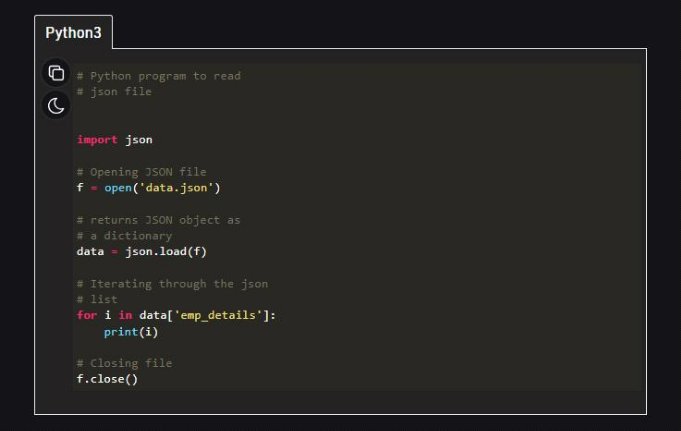 Python3
# Python program to read
# json file
import json
# Opening JSON file
f = open('data.json')
# returns JSON object as
# a dictionary
data = json.load(f)
# Iterating through the json
# list
for i in data['emp_details']:
    print(i)
# Closing file
f.close()